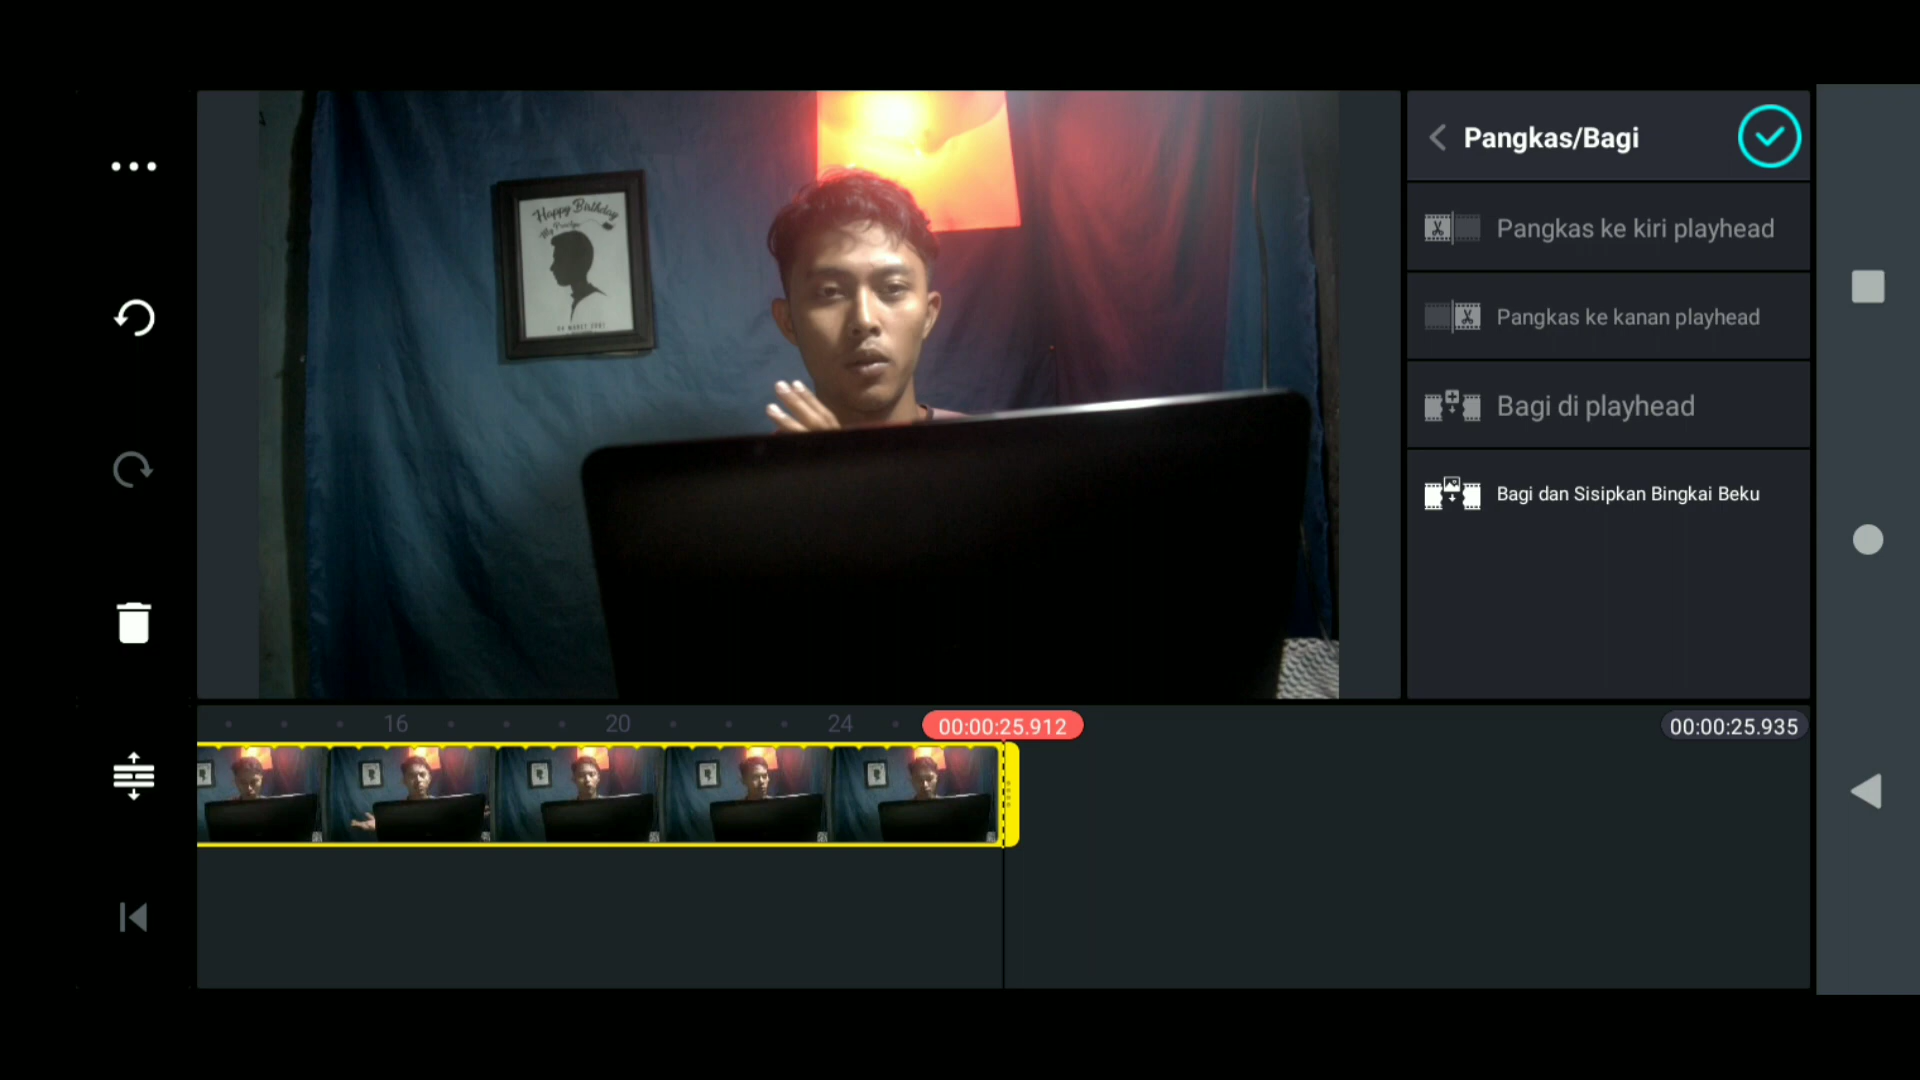 Pangkas/Bagi
Happy Birthday
Pangkas ke kiri playhead
Pangkas ke kanan playhead
Bagi di playhead
Bagi dan Sisipkan Bingkai Beku
16
20
24
00:00:25.912
00:00:25.935